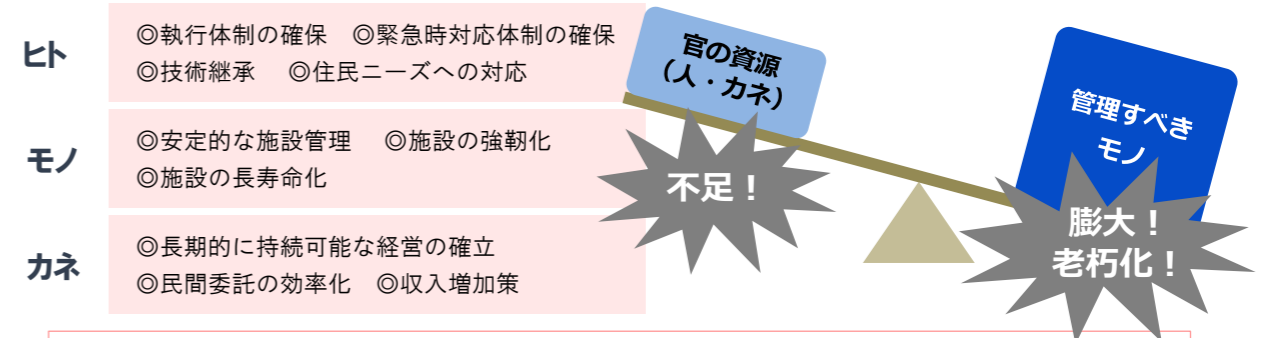 ヒト
◎執行体制の確保　◎緊急時対応体制の確保
◎技術継承　◎住民ニーズへの対応
モノ
◎安定的な施設管理　◎施設の強靭化
◎施設の長寿命化
カネ
◎長期的に持続可能な経営の確立
◎民間委託の効率化　◎収入増加策
官の資源
（人・カネ）
不足！
管理すべき
モノ
膨大！
老朽化！